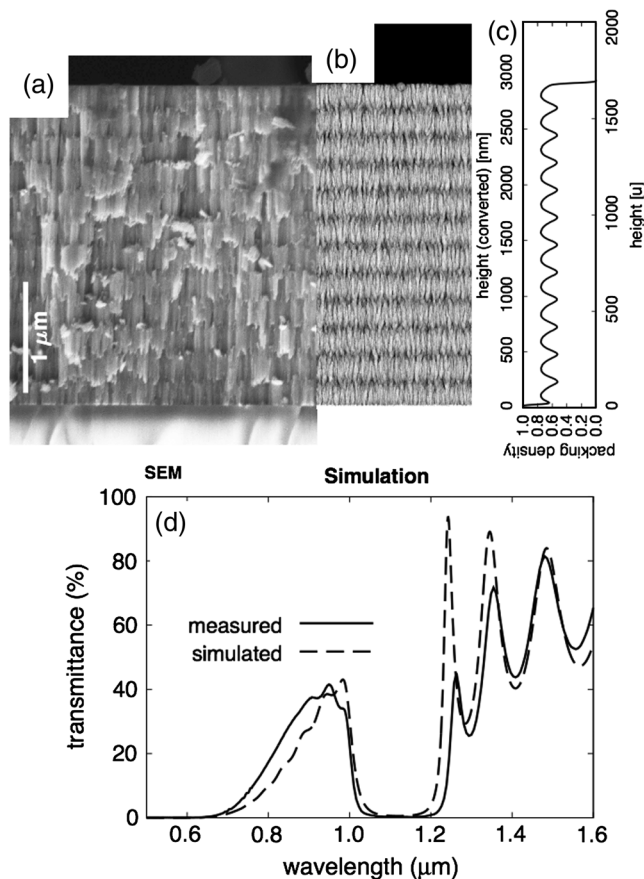 (a)
(b)
(c)
1 μm
height (converted) [nm]
0
500
1000
1500
2000
2500
3000
height [u]
0
500
1000
1500
2000
1.0
0.8
0.6
0.4
0.2
0.0
packing density
SEM
Simulation
(d)
transmittance (%)
100
80
60
40
20
0
measured
simulated
0.6
0.8
1.0
1.2
1.4
1.6
wavelength (μm)